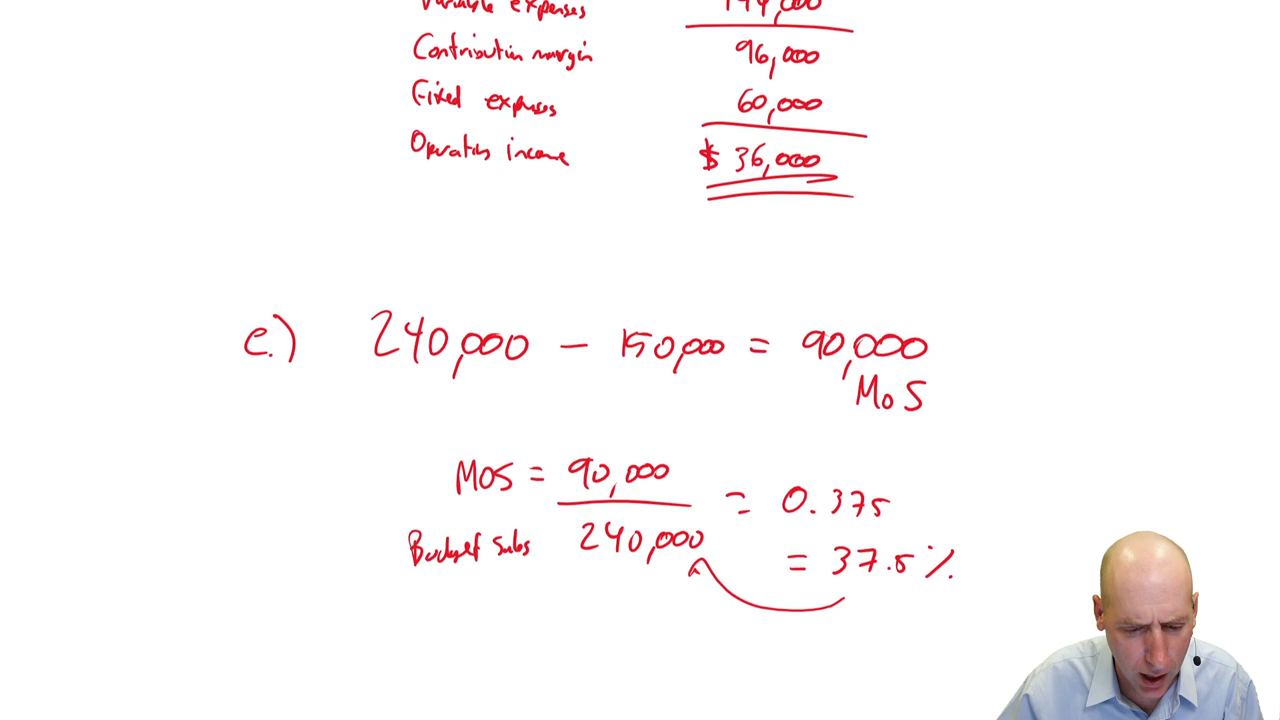 Variable expenses 144,000
Contribution margin 96,000
Fixed expenses 60,000
Operating income $ 36,000
e.) 240,000 - 150,000 = 90,000
MoS
MOS = 90,000
= 0.375
Budget Sales 240,000
= 37.5%